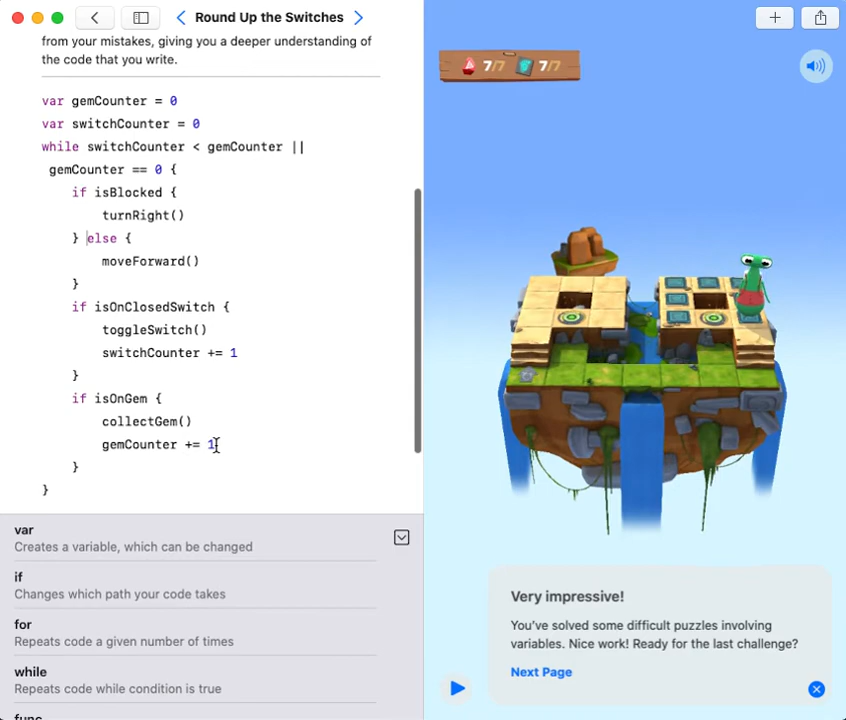 Round Up the Switches
from your mistakes, giving you a deeper understanding of
the code that you write.
var gemCounter = 0
var switchCounter = 0
while switchCounter < gemCounter ||
gemCounter == 0 {
if isBlocked {
turnRight()
} else {
moveForward()
}
if isOnClosedSwitch {
toggleSwitch()
switchCounter += 1
}
if isOnGem {
collectGem()
gemCounter += 1
}
}
var
Creates a variable, which can be changed
if
Changes which path your code takes
for
Repeats code a given number of times
while
Repeats code while condition is true
func
7/7 7/7
Very impressive!
You've solved some difficult puzzles involving
variables. Nice work! Ready for the last challenge?
Next Page